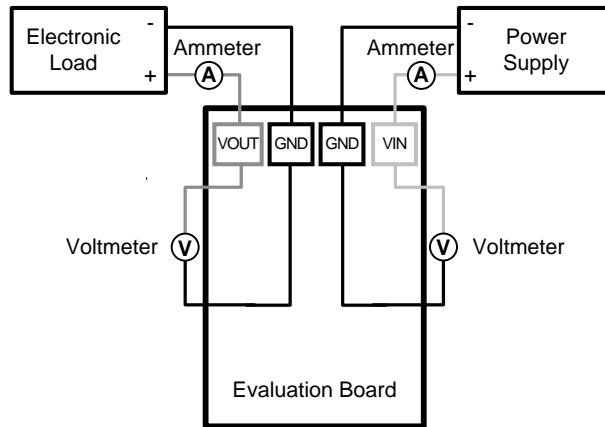 Electronic
Load
-
+
Ammeter
A
Ammeter
A
-
+
Power
Supply
VOUT
GND
GND
VIN
Voltmeter
V
V
Voltmeter
Evaluation Board